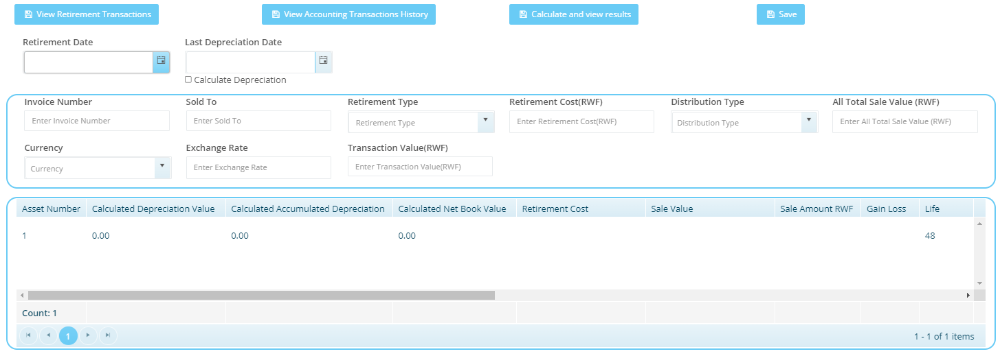 View Retirement Transactions View Accounting Transactions History Calculate and view results Save
Retirement Date Last Depreciation Date
Calculate Depreciation
Invoice Number Sold To Retirement Type Retirement Cost(RWF) Distribution Type All Total Sale Value (RWF)
Enter Invoice Number Enter Sold To Retirement Type Enter Retirement Cost(RWF) Distribution Type Enter All Total Sale Value (RWF)
Currency Exchange Rate Transaction Value(RWF)
Currency Enter Exchange Rate Enter Transaction Value(RWF)
Asset Number Calculated Depreciation Value Calculated Accumulated Depreciation Calculated Net Book Value Retirement Cost Sale Value Sale Amount RWF Gain Loss Life
1 0.00 0.00 0.00 48
Count: 1
1 1 - 1 of 1 items